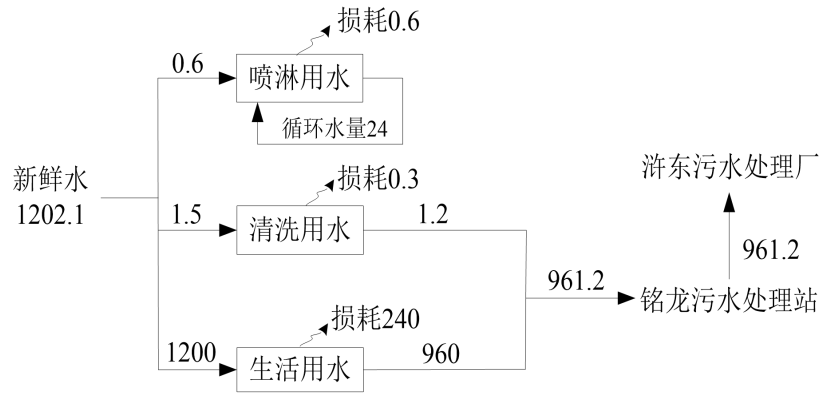 损耗0.6
0.6
喷淋用水
循环水量24
新鲜水
1202.1
损耗0.3
1.5
清洗用水
1.2
浒东污水处理厂
961.2
961.2
铭龙污水处理站
损耗240
1200
生活用水
960